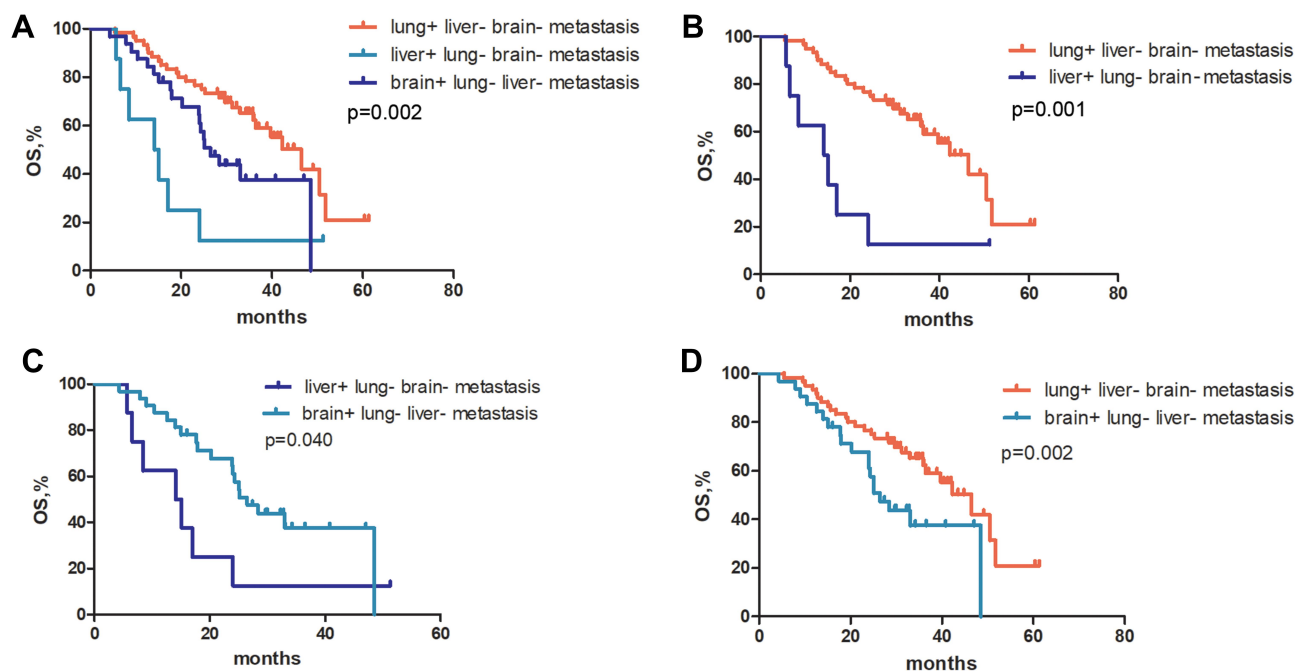 A
lung+ liver- brain- metastasis
liver+ lung- brain- metastasis
brain+ lung- liver- metastasis
p=0.002
OS,%
100
80
60
40
20
0
0 20 40 60 80
months
B
lung+ liver- brain- metastasis
liver+ lung- brain- metastasis
p=0.001
OS,%
100
80
60
40
20
0
0 20 40 60 80
months
C
liver+ lung- brain- metastasis
brain+ lung- liver- metastasis
p=0.040
OS,%
100
80
60
40
20
0
0 20 40 60
months
D
lung+ liver- brain- metastasis
brain+ lung- liver- metastasis
p=0.002
OS,%
100
80
60
40
20
0
0 20 40 60 80
months